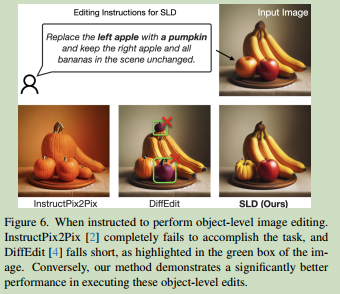 Editing Instructions for SLD
Input Image
Replace the left apple with a pumpkin
and keep the right apple and all
bananas in the scene unchanged.
InstructPix2Pix
DiffEdit
SLD (Ours)
Figure 6. When instructed to perform object-level image editing.
InstructPix2Pix [2] completely fails to accomplish the task, and
DiffEdit [4] falls short, as highlighted in the green box of the im-
age. Conversely, our method demonstrates a significantly better
performance in executing these object-level edits.